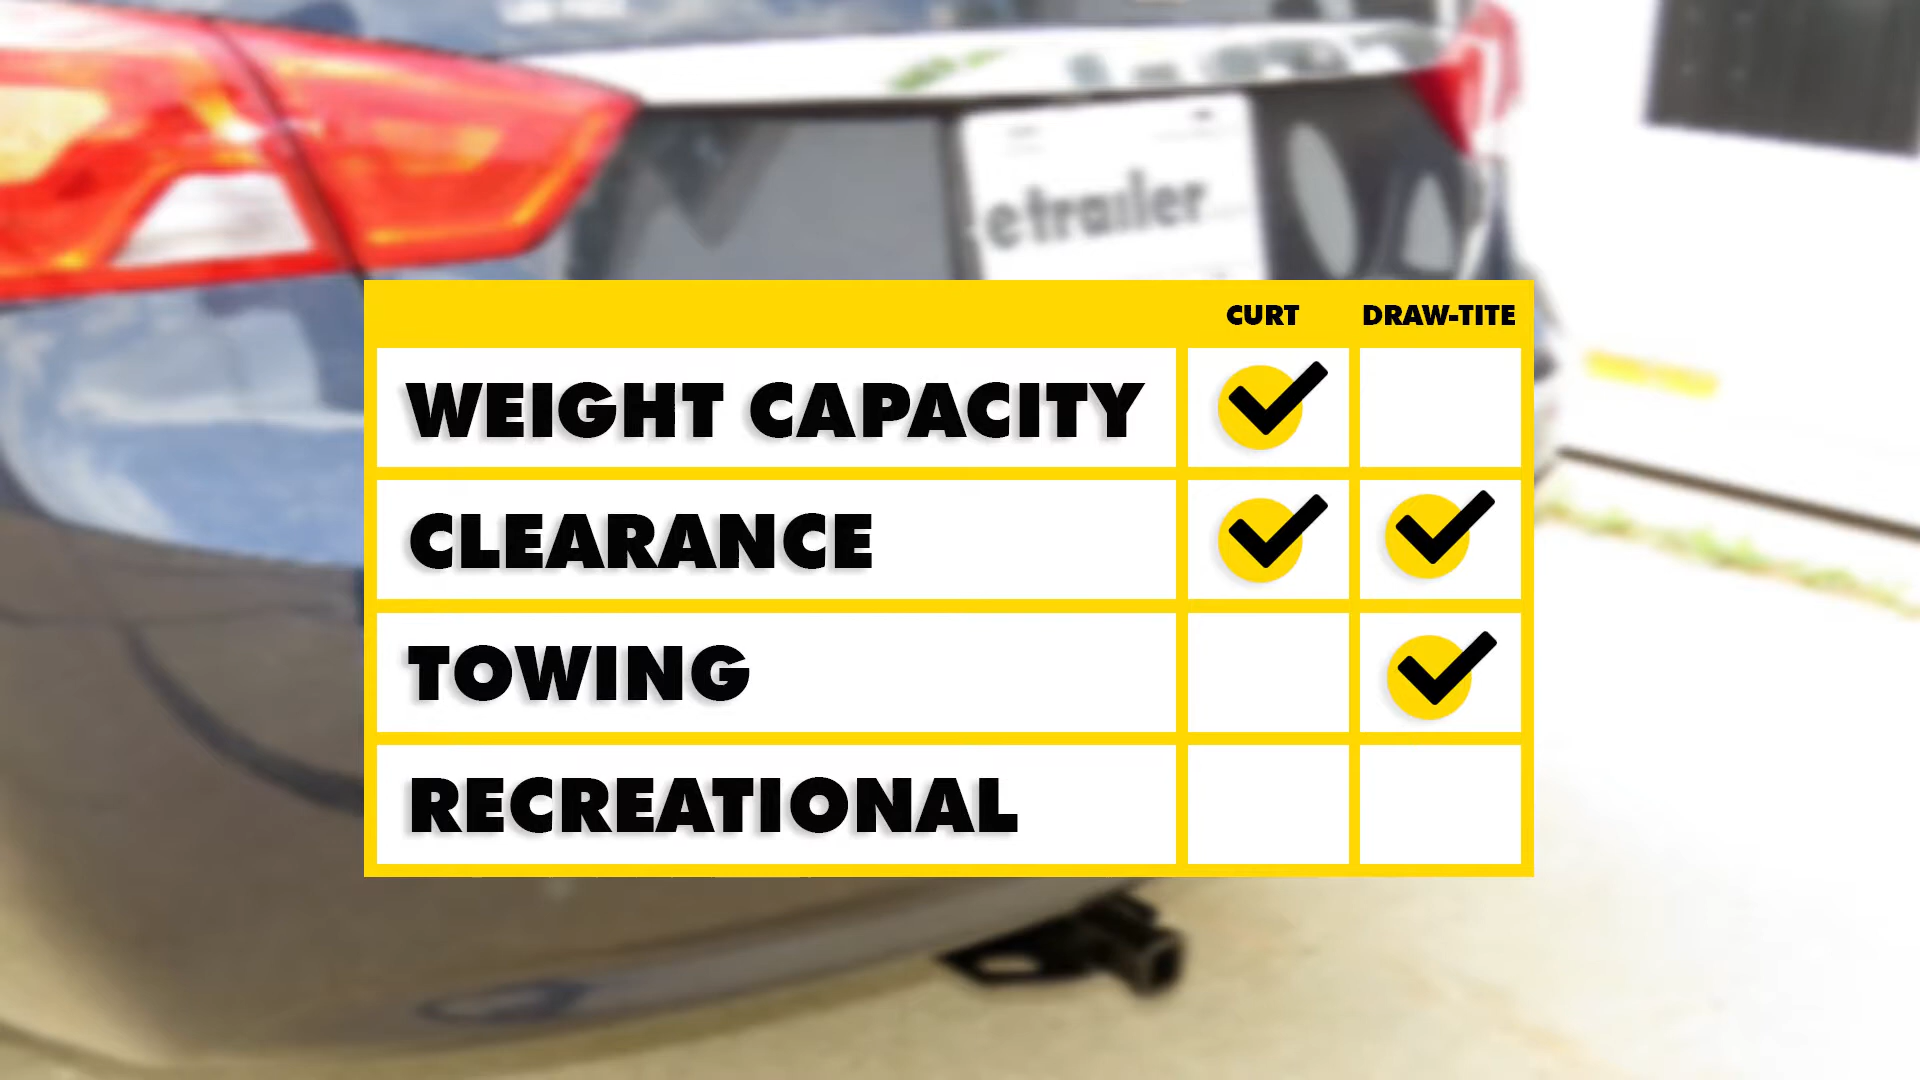 etrailer
CURT DRAW-TITE
WEIGHT CAPACITY
CLEARANCE
TOWING
RECREATIONAL